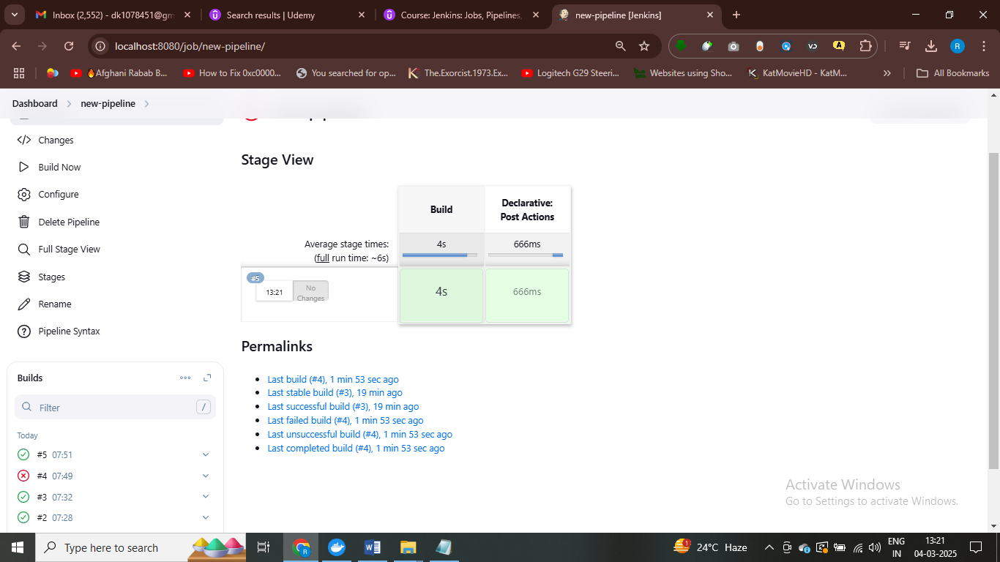 Inbox (2,552) - dk1078451@gm
Search results | Udemy
Course: Jenkins: Jobs, Pipelines,
new-pipeline [Jenkins]
localhost:8080/job/new-pipeline/
R
Afghani Rabab B...
How to Fix 0xc0000...
You searched for op...
The.Exorcist.1973.Ex...
Logitech G29 Steeri...
Websites using Sho...
KatMovieHD - KatM...
All Bookmarks
Dashboard
new-pipeline
Changes
Build Now
Configure
Delete Pipeline
Full Stage View
Stages
Rename
Pipeline Syntax
Builds
Filter
/
Today
#5 07:51
#4 07:49
#3 07:32
#2 07:28
Stage View
Build
Declarative:
Post Actions
Average stage times:
(full run time: ~6s)
4s
666ms
#5
13:21
No
Changes
4s
666ms
Permalinks
Last build (#4), 1 min 53 sec ago
Last stable build (#3), 19 min ago
Last successful build (#3), 19 min ago
Last failed build (#4), 1 min 53 sec ago
Last unsuccessful build (#4), 1 min 53 sec ago
Last completed build (#4), 1 min 53 sec ago
Activate Windows
Go to Settings to activate Windows.
Type here to search
24°C Haze
ENG
IN
13:21
04-03-2025